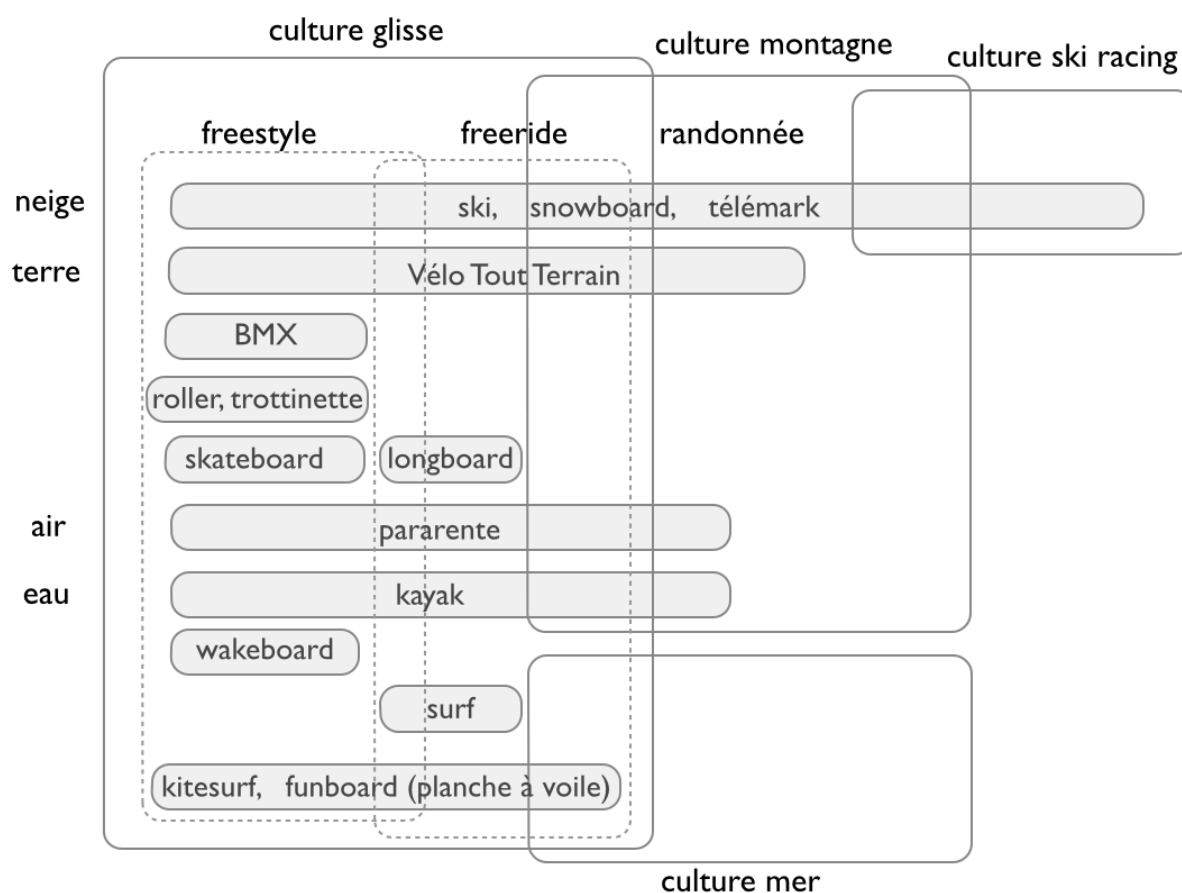 culture glisse
culture montagne
culture ski racing
freestyle freeride randonnée
neige ski, snowboard, télémark
terre Vélo Tout Terrain
BMX
roller, trottinette
skateboard longboard
air pararente
eau kayak
wakeboard
surf
kitesurf, funboard (planche à voile)
culture mer